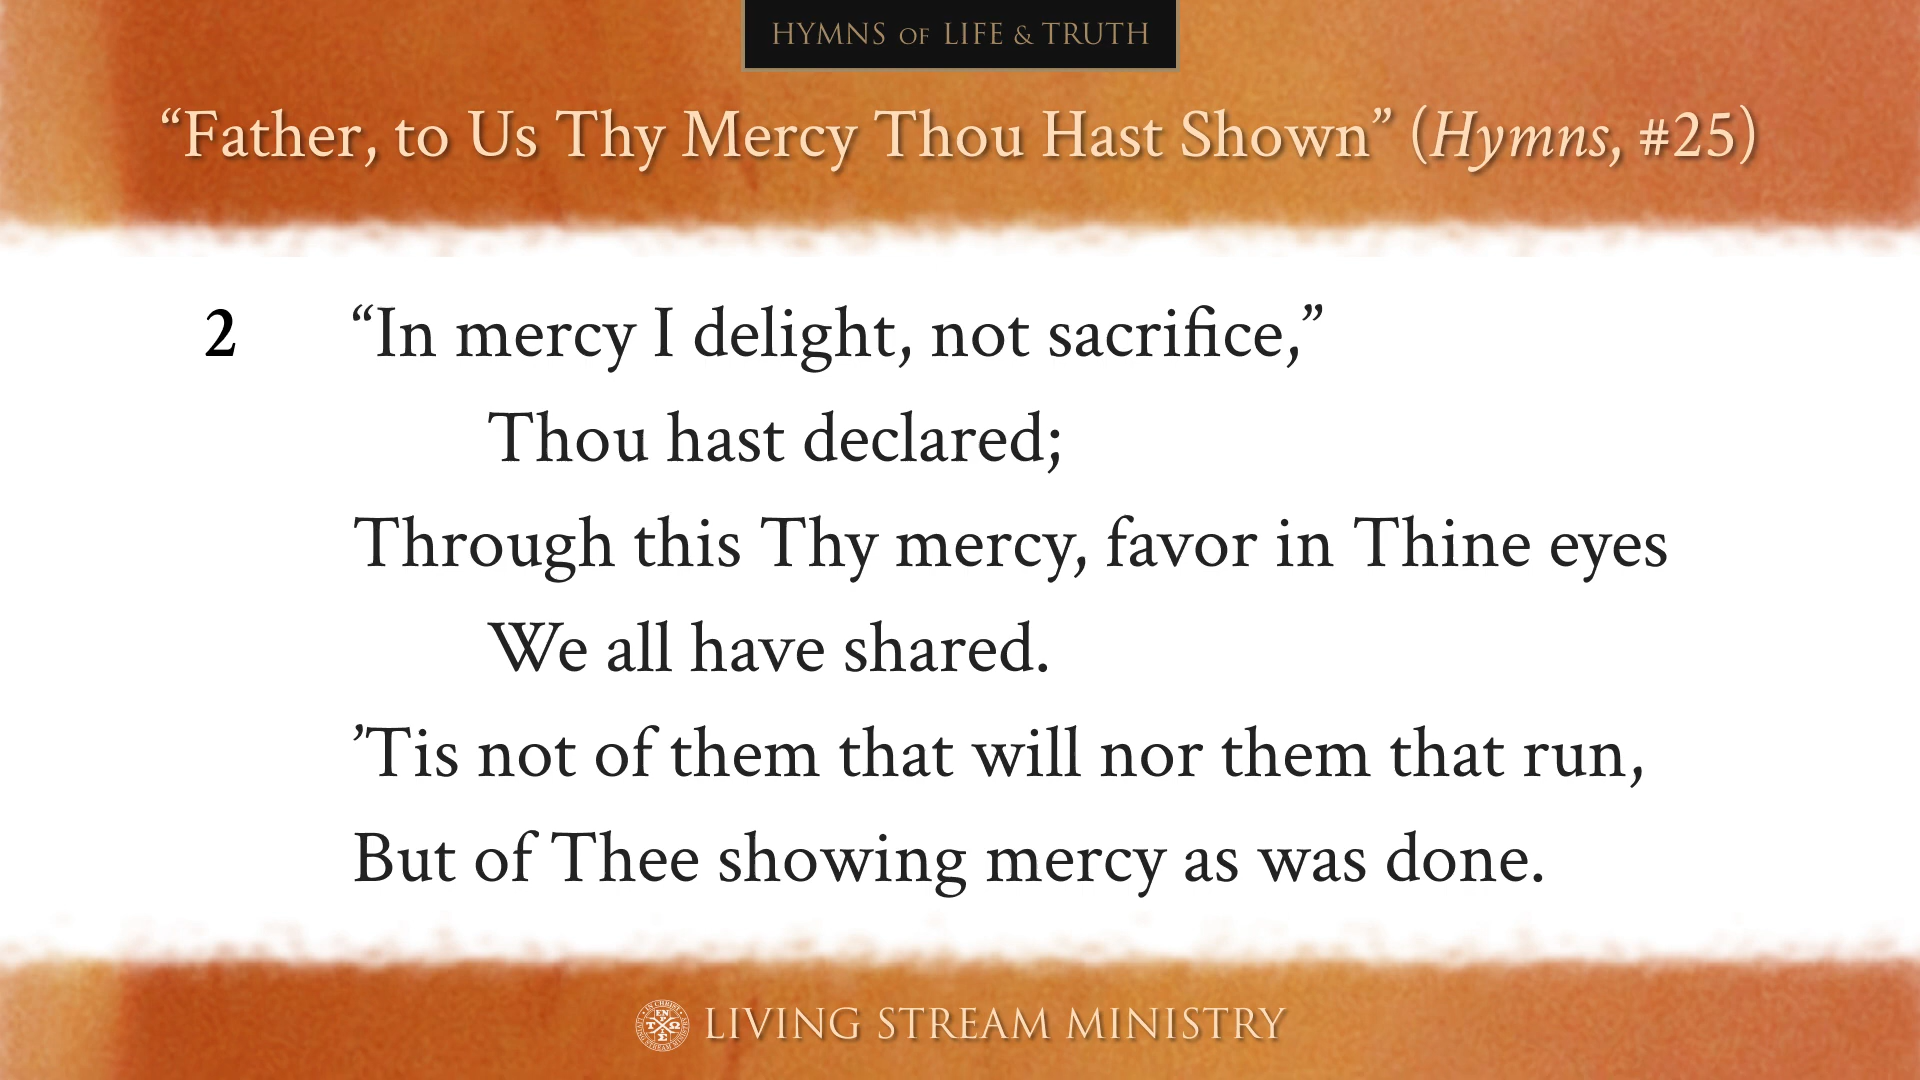 HYMNS OF LIFE & TRUTH
“Father, to Us Thy Mercy Thou Hast Shown” (Hymns, #25)
2 “In mercy I delight, not sacrifice,”
Thou hast declared;
Through this Thy mercy, favor in Thine eyes
We all have shared.
’Tis not of them that will nor them that run,
But of Thee showing mercy as was done.
LIVING STREAM MINISTRY